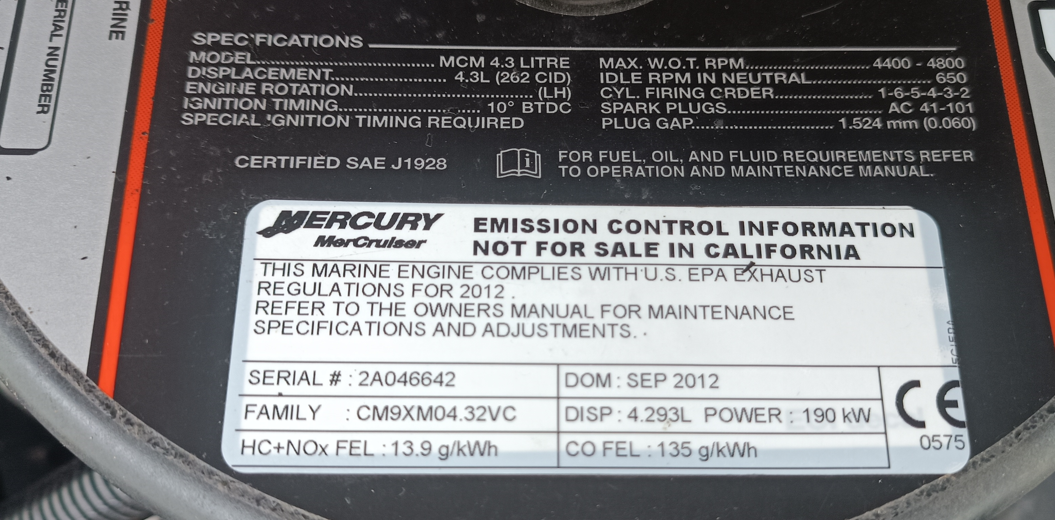 RINE
ERIAL NUMBER
SPECIFICATIONS
MODEL................................ MCM 4.3 LITRE
DISPLACEMENT..................... 4.3L (262 CID)
ENGINE ROTATION................................ (LH)
IGNITION TIMING......................... 10° BTDC
SPECIAL IGNITION TIMING REQUIRED
MAX. W.O.T. RPM..................... 4400 - 4800
IDLE RPM IN NEUTRAL..................... 650
CYL. FIRING ORDER..................... 1-6-5-4-3-2
SPARK PLUGS........................... AC 41-101
PLUG GAP........................ 1.524 mm (0.060)
CERTIFIED SAE J1928
FOR FUEL, OIL, AND FLUID REQUIREMENTS REFER
TO OPERATION AND MAINTENANCE MANUAL.
MERCURY
MerCruiser
EMISSION CONTROL INFORMATION
NOT FOR SALE IN CALIFORNIA
THIS MARINE ENGINE COMPLIES WITH U.S. EPA EXHAUST
REGULATIONS FOR 2012 .
REFER TO THE OWNERS MANUAL FOR MAINTENANCE
SPECIFICATIONS AND ADJUSTMENTS. .
SERIAL # : 2A046642
DOM : SEP 2012
FAMILY : CM9XM04.32VC
DISP : 4.293L POWER : 190 kW
HC+NOx FEL : 13.9 g/kWh
CO FEL : 135 g/kWh
CE
0575